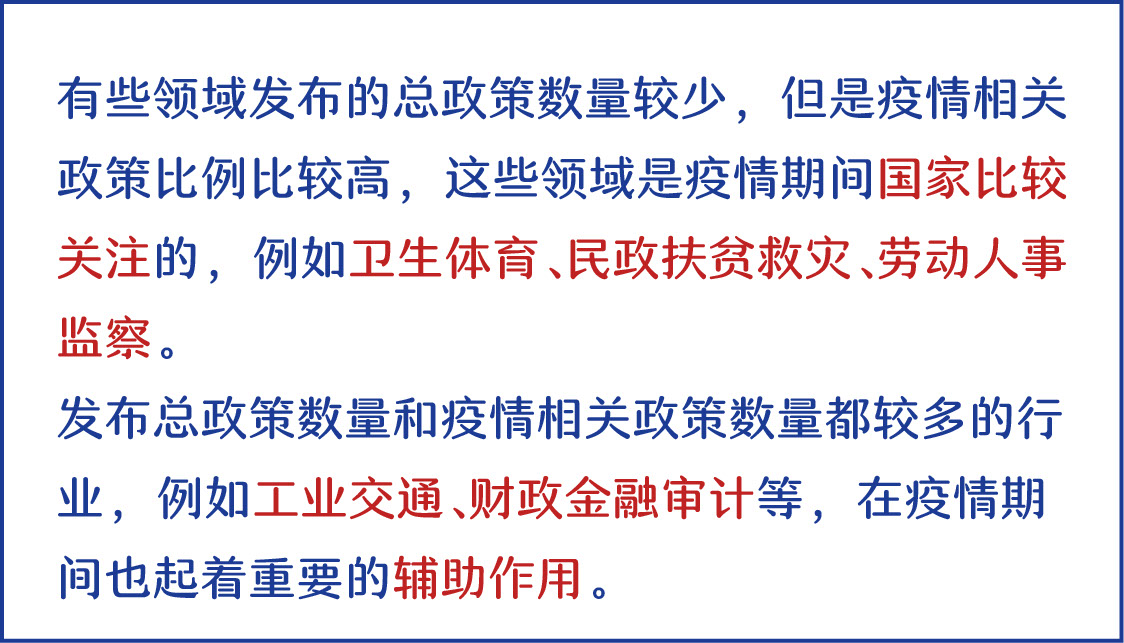 有些领域发布的总政策数量较少，但是疫情相关
政策比例比较高，这些领域是疫情期间国家比较
关注的，例如卫生体育、民政扶贫救灾、劳动人事
监察。
发布总政策数量和疫情相关政策数量都较多的行
业，例如工业交通、财政金融审计等，在疫情期
间也起着重要的辅助作用。